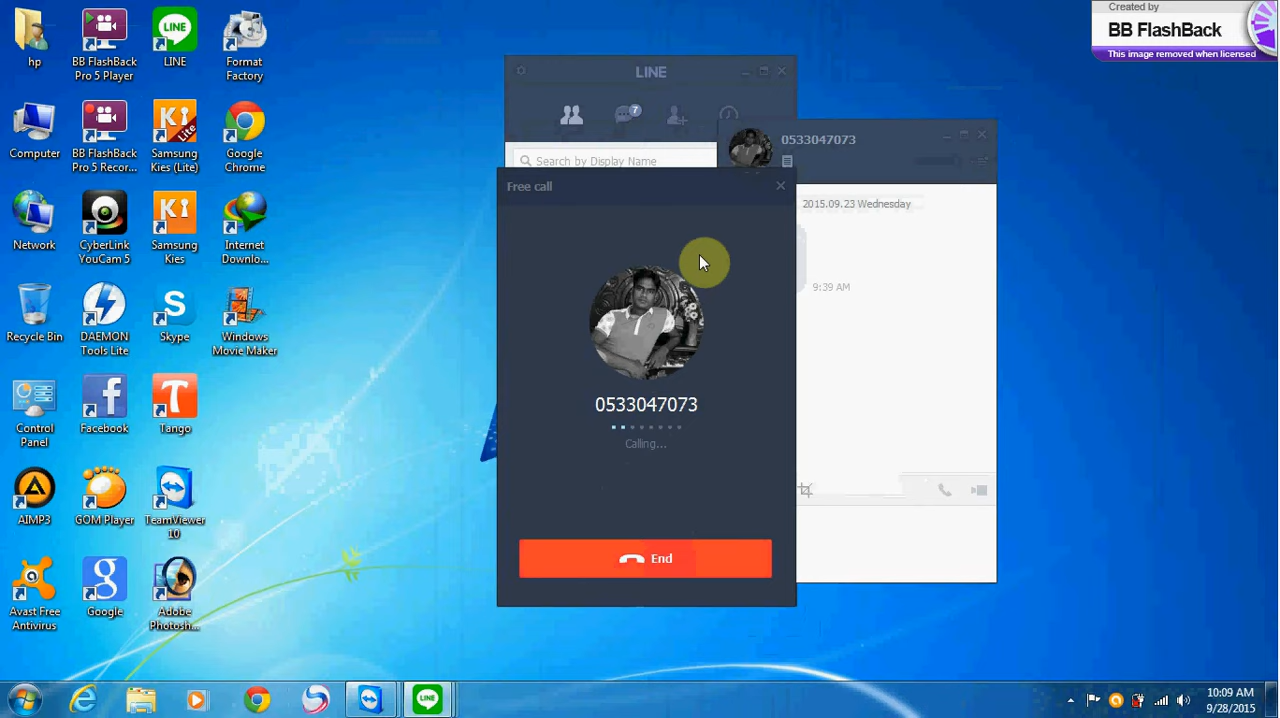 hp
BB FlashBack
Pro 5 Player
LINE
Format
Factory
Computer
BB FlashBack
Pro 5 Recor...
Samsung
Kies (Lite)
Google
Chrome
Network
CyberLink
YouCam 5
Samsung
Kies
Internet
Downlo...
Recycle Bin
DAEMON
Tools Lite
Skype
Windows
Movie Maker
Control
Panel
Facebook
Tango
AIMP3
GOM Player
TeamViewer
10
Avast Free
Antivirus
Google
Adobe
Photosh...
Created by
BB FlashBack
This image removed when licensed
LINE
7
Search by Display Name
0533047073
2015.09.23 Wednesday
9:39 AM
Free call
0533047073
Calling...
End
10:09 AM
9/28/2015